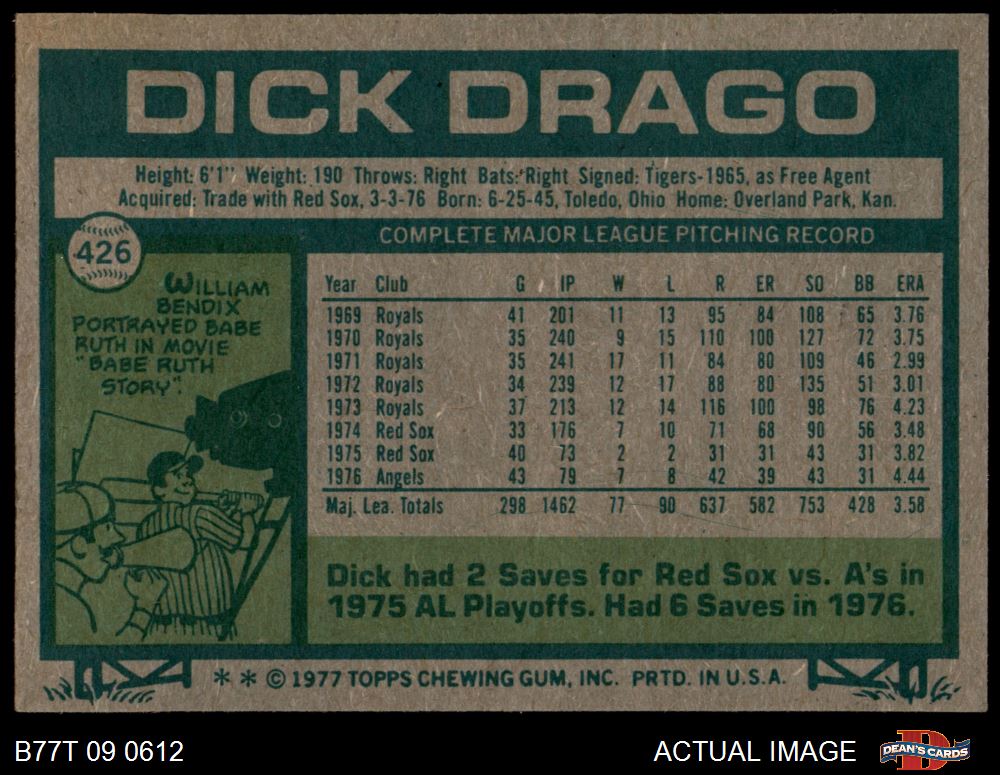 DICK DRAGO
Height: 6'1" Weight: 190 Throws: Right Bats: Right Signed: Tigers-1965, as Free Agent
Acquired: Trade with Red Sox, 3-3-76 Born: 6-25-45, Toledo, Ohio Home: Overland Park, Kan.
426
WILLIAM
BENDIX
PORTRAYED BABE
RUTH IN MOVIE
"BABE RUTH
STORY".
COMPLETE MAJOR LEAGUE PITCHING RECORD
Year Club G IP W L R ER SO BB ERA
1969 Royals 41 201 11 13 95 84 108 65 3.76
1970 Royals 35 240 9 15 110 100 127 72 3.75
1971 Royals 35 241 17 11 84 80 109 46 2.99
1972 Royals 34 239 12 17 88 80 135 51 3.01
1973 Royals 37 213 12 14 116 100 98 76 4.23
1974 Red Sox 33 176 7 10 71 68 90 56 3.48
1975 Red Sox 40 73 2 2 31 31 43 31 3.82
1976 Angels 43 79 7 8 42 39 43 31 4.44
Maj. Lea. Totals 298 1462 77 90 637 582 753 428 3.58
Dick had 2 Saves for Red Sox vs. A's in
1975 AL Playoffs. Had 6 Saves in 1976.
* * © 1977 TOPPS CHEWING GUM, INC. PRTD. IN U.S.A.
B77T 09 0612 ACTUAL IMAGE DEAN'S CARDS